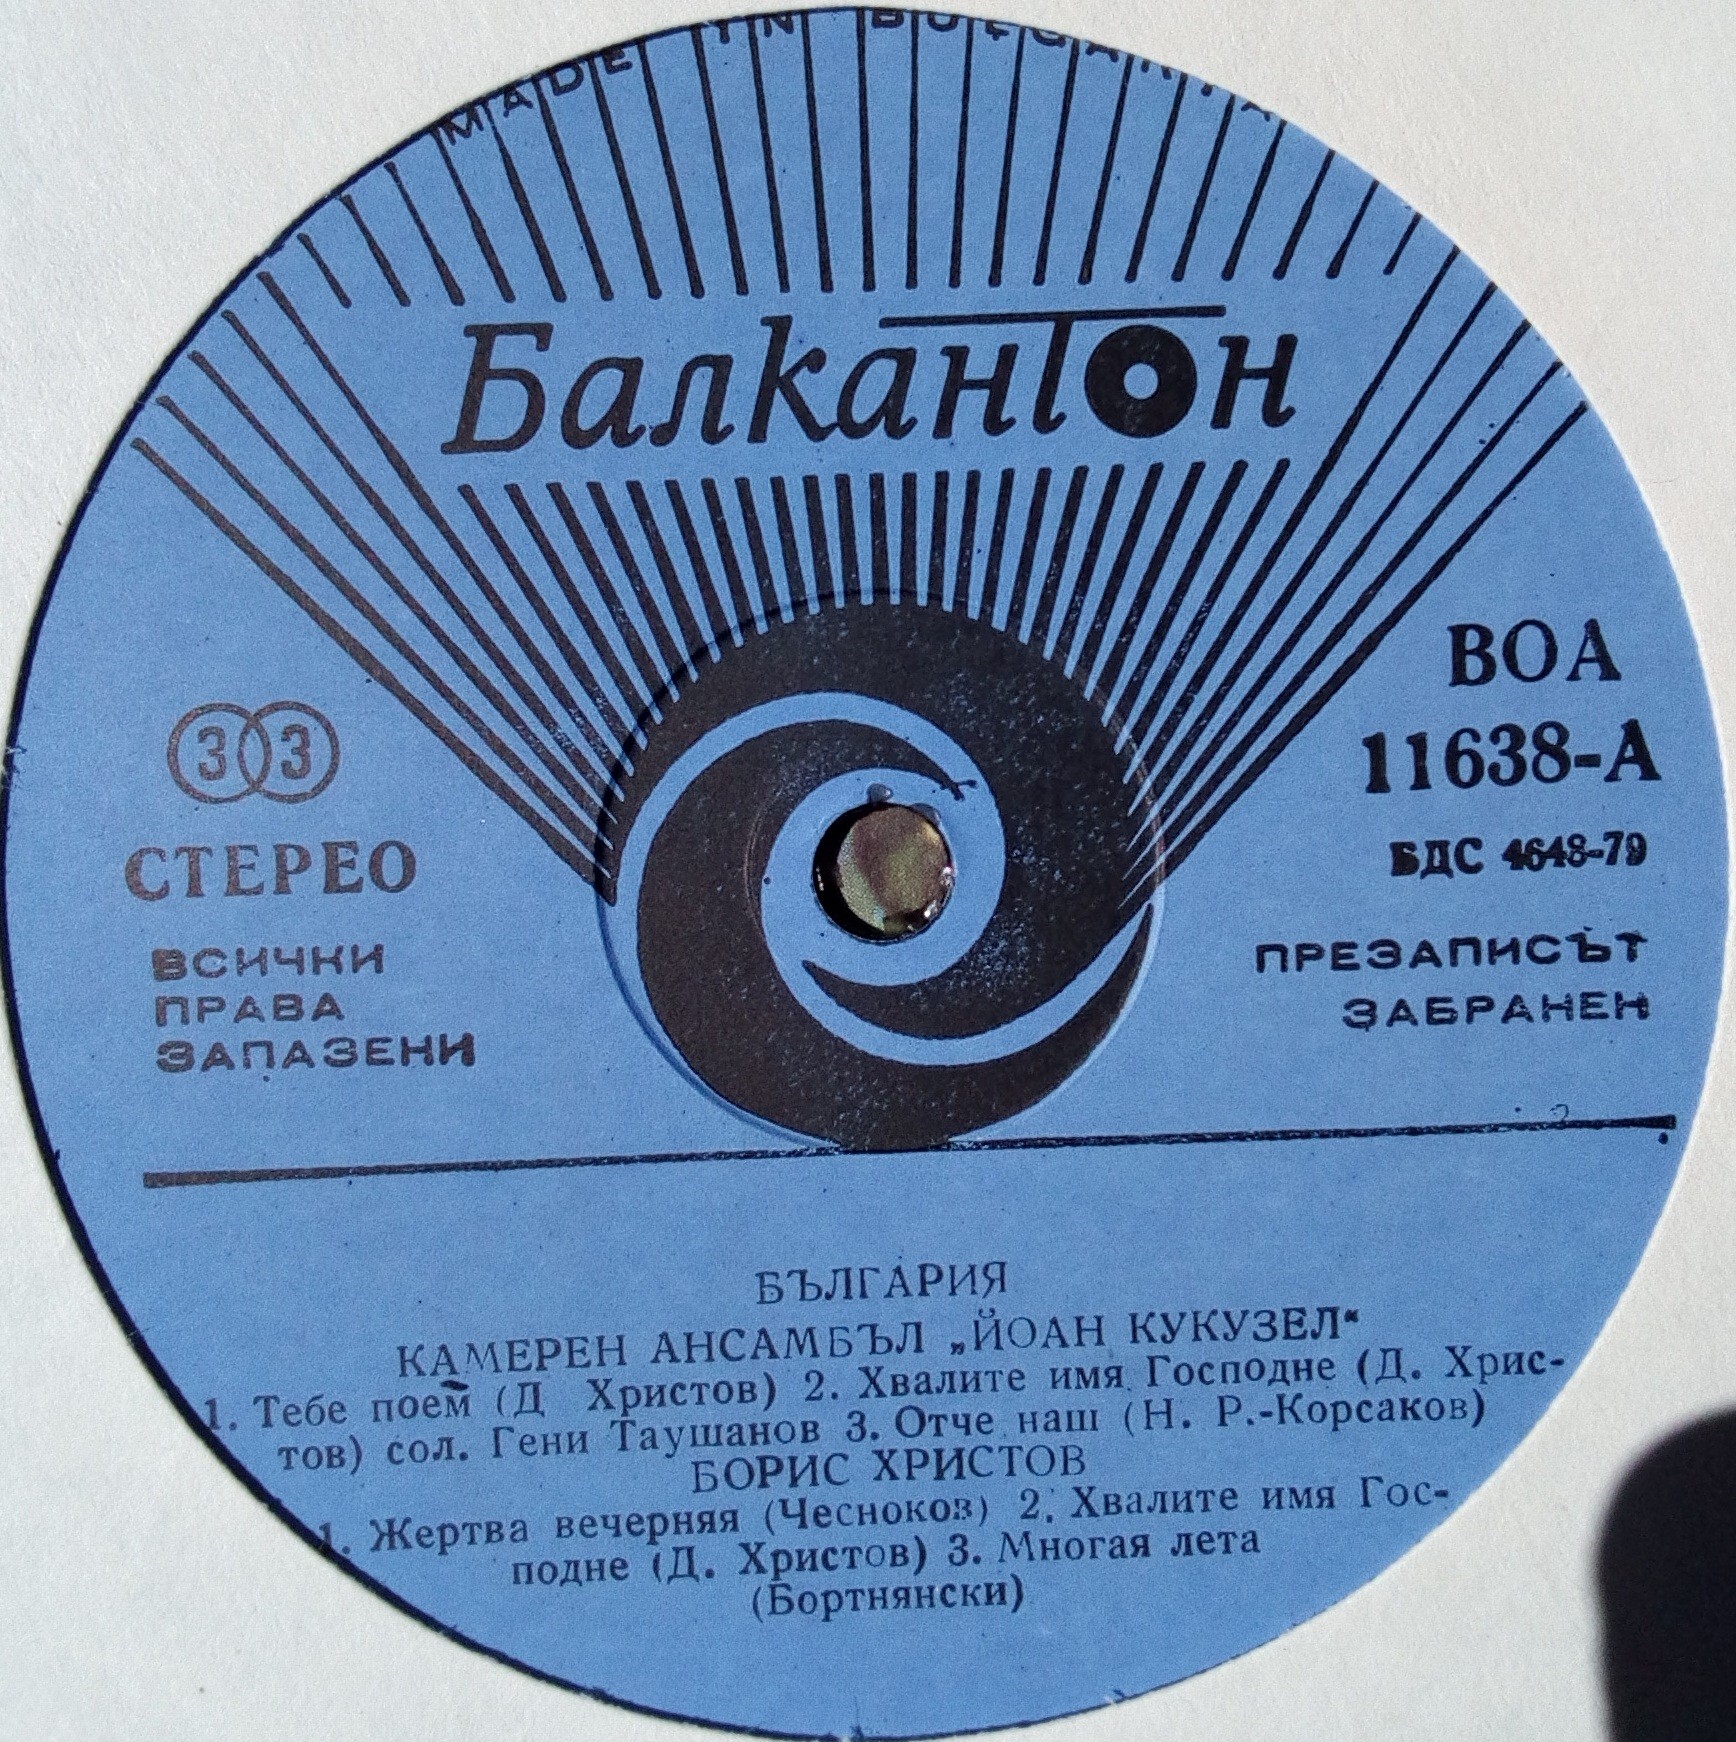 MADE IN BULGARIA
Балкантон
ВОА
11638-А
33
СТЕРЕО
БДС 4648-79
ВСИЧКИ
ПРАВА
ЗАПАЗЕНИ
ПРЕЗАПИСЪТ
ЗАБРАНЕН
БЪЛГАРИЯ
КАМЕРЕН АНСАМБЪЛ „ЙОАН КУКУЗЕЛ“
1. Тебе поем (Д Христов) 2. Хвалите имя Господне (Д. Хрис-
тов) сол. Гени Таушанов 3. Отче наш (Н. Р.-Корсаков)
БОРИС ХРИСТОВ
1. Жертва вечерняя (Чесноков) 2. Хвалите имя Гос-
подне (Д. Христов) 3. Многая лета
(Бортнянски)